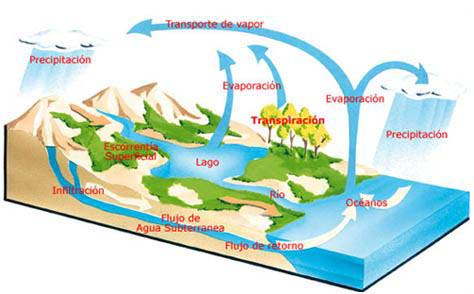 Transporte de vapor
Precipitación
Evaporación
Evaporación
Transpiración
Precipitación
Escorrentia
Superficial
Lago
Infiltración
Río
Océanos
Flujo de
Agua Subterranea
Flujo de retorno